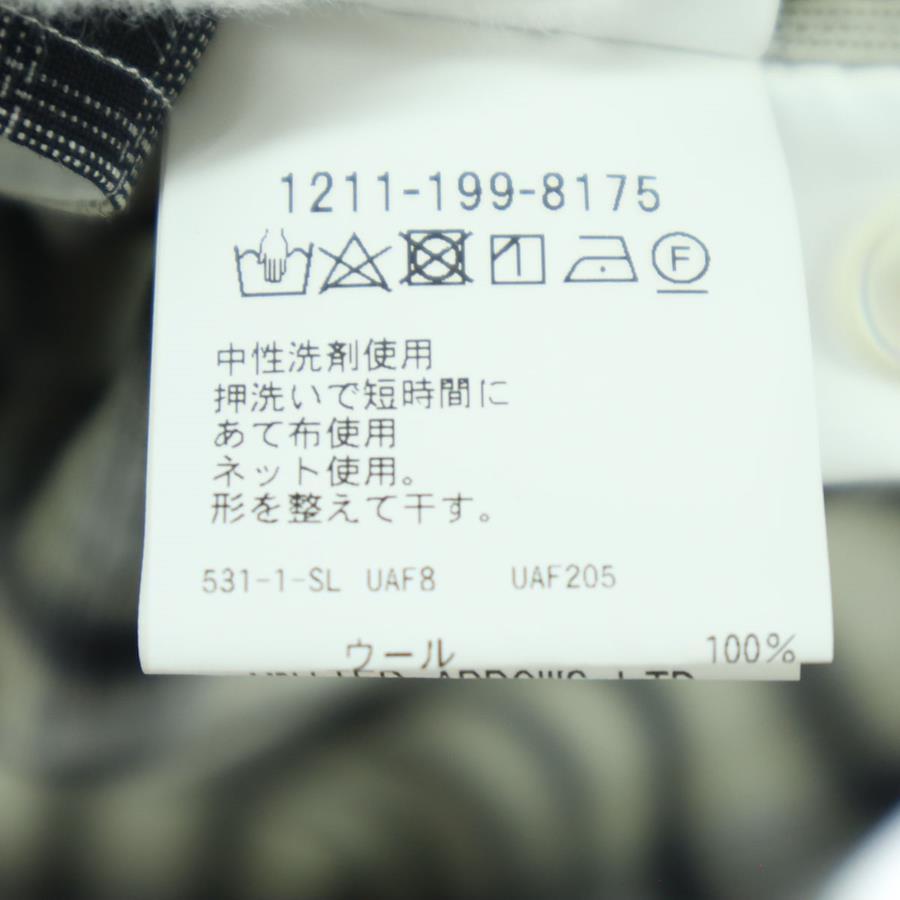 1211-199-8175
F
中性洗剤使用
押洗いで短時間に
あて布使用
ネット使用。
形を整えて干す。
531-1-SL UAF8 UAF205
ウール 100%
ARROWS LTD